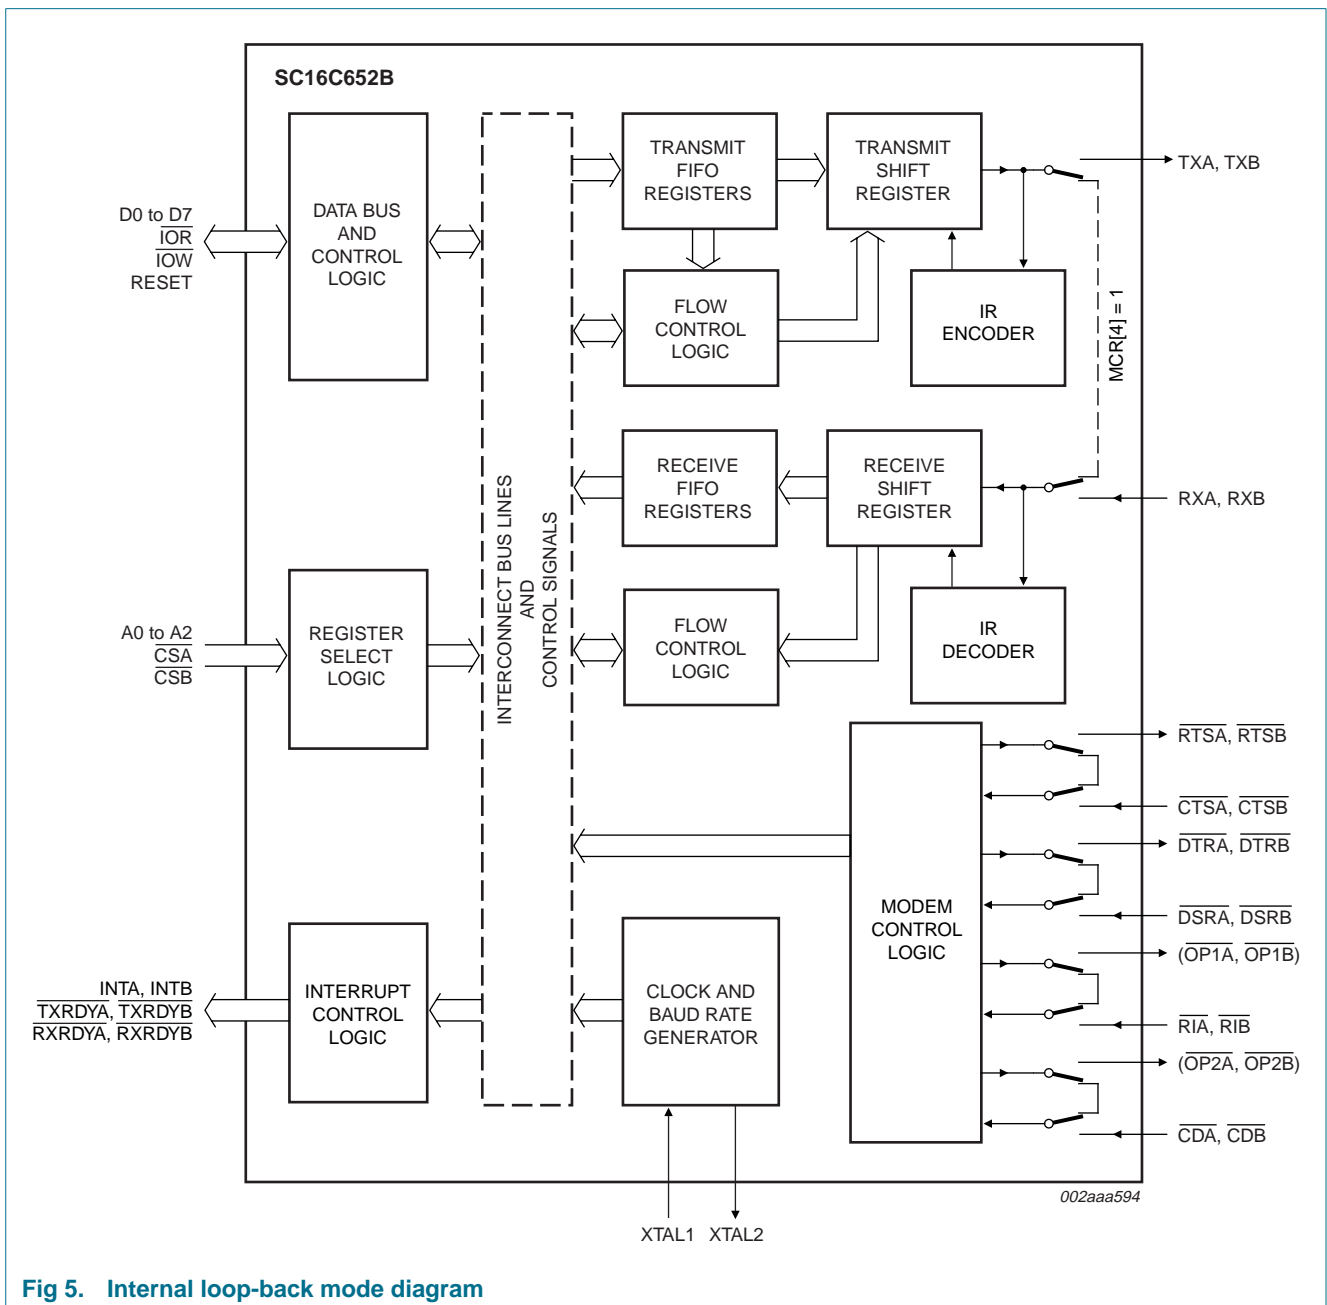 SC16C652B
D0 to D7
IOR
IOW
RESET
DATA BUS
AND
CONTROL
LOGIC
TRANSMIT
FIFO
REGISTERS
TRANSMIT
SHIFT
REGISTER
TXA, TXB
FLOW
CONTROL
LOGIC
IR
ENCODER
MCR[4] = 1
RECEIVE
FIFO
REGISTERS
RECEIVE
SHIFT
REGISTER
RXA, RXB
INTERCONNECT BUS LINES
AND
CONTROL SIGNALS
A0 to A2
CSA
CSB
REGISTER
SELECT
LOGIC
FLOW
CONTROL
LOGIC
IR
DECODER
RTSA, RTSB
CTSA, CTSB
DTRA, DTRB
MODEM
CONTROL
LOGIC
DSRA, DSRB
(OP1A, OP1B)
RIA, RIB
(OP2A, OP2B)
CDA, CDB
INTA, INTB
TXRDYA, TXRDYB
RXRDYA, RXRDYB
INTERRUPT
CONTROL
LOGIC
CLOCK AND
BAUD RATE
GENERATOR
002aaa594
XTAL1 XTAL2
Fig 5. Internal loop-back mode diagram